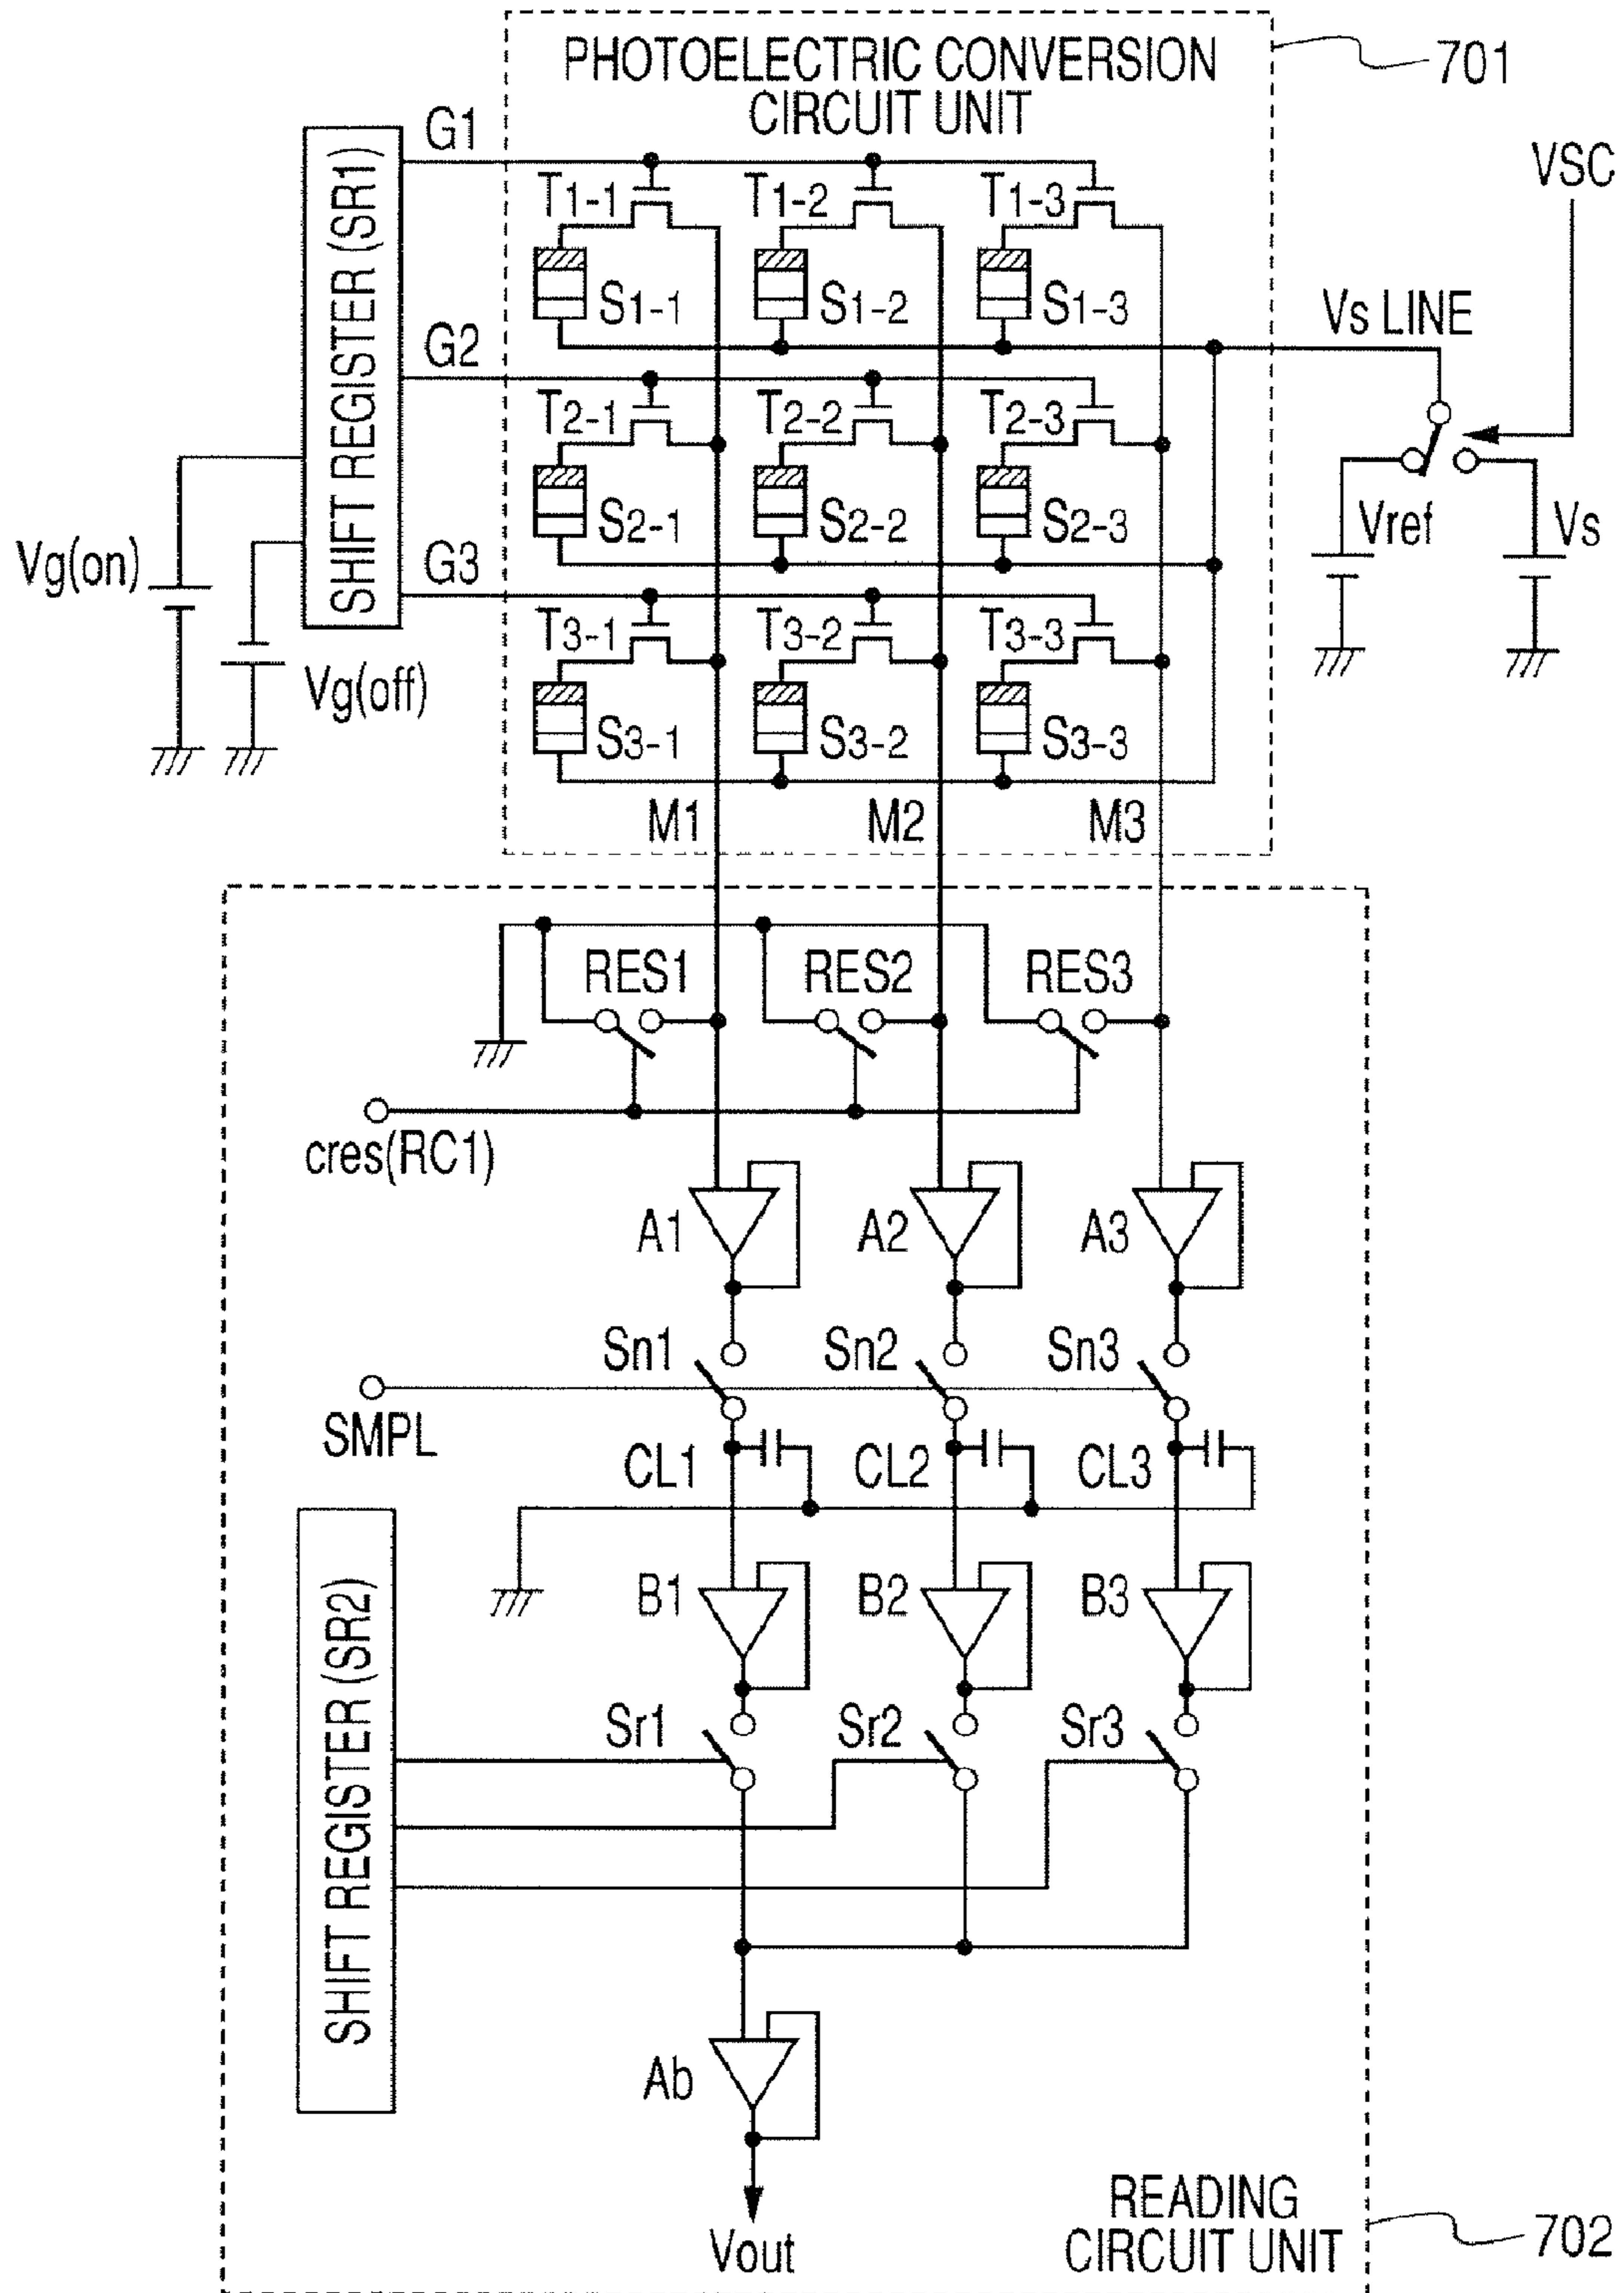 PHOTOELECTRIC CONVERSION
CIRCUIT UNIT
701
SHIFT REGISTER (SR1)
G1
VSC
T1-1
T1-2
T1-3
S1-1
S1-2
S1-3
Vs LINE
G2
T2-1
T2-2
T2-3
S2-1
S2-2
S2-3
Vref
Vs
Vg(on)
G3
T3-1
T3-2
T3-3
Vg(off)
S3-1
S3-2
S3-3
M1
M2
M3
RES1
RES2
RES3
cres(RC1)
A1
A2
A3
Sn1
Sn2
Sn3
SMPL
CL1
CL2
CL3
SHIFT REGISTER (SR2)
B1
B2
B3
Sr1
Sr2
Sr3
Ab
Vout
READING
CIRCUIT UNIT
702